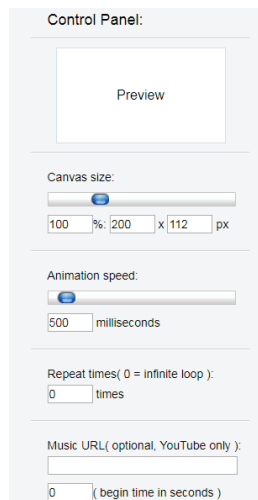 Control Panel:
Preview
Canvas size:
100 %: 200 x 112 px
Animation speed:
500 milliseconds
Repeat times( 0 = infinite loop ):
0 times
Music URL( optional, YouTube only ):
0 ( begin time in seconds )